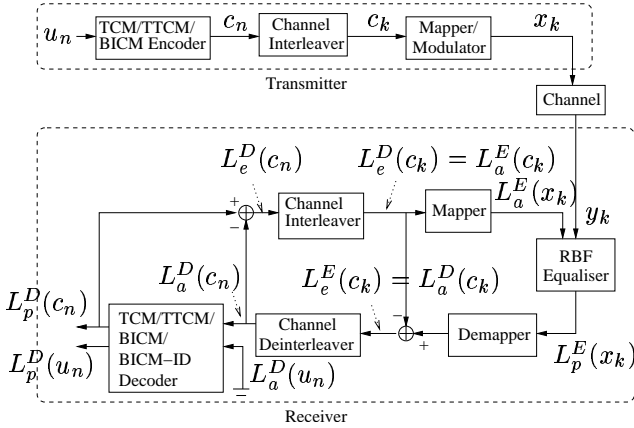 u_n
TCM/TTCM/
BICM Encoder
c_n
Channel
Interleaver
c_k
Mapper/
Modulator
x_k
Transmitter
Channel
L_e^D(c_n)
L_e^D(c_k) = L_a^E(c_k)
+
−
Channel
Interleaver
Mapper
L_a^E(x_k)
y_k
RBF
Equaliser
L_a^D(c_n)
L_e^E(c_k) = L_a^D(c_k)
L_p^D(c_n)
L_p^D(u_n)
TCM/TTCM/
BICM/
BICM−ID
Decoder
Channel
Deinterleaver
−
+
Demapper
L_p^E(x_k)
L_a^D(u_n)
Receiver